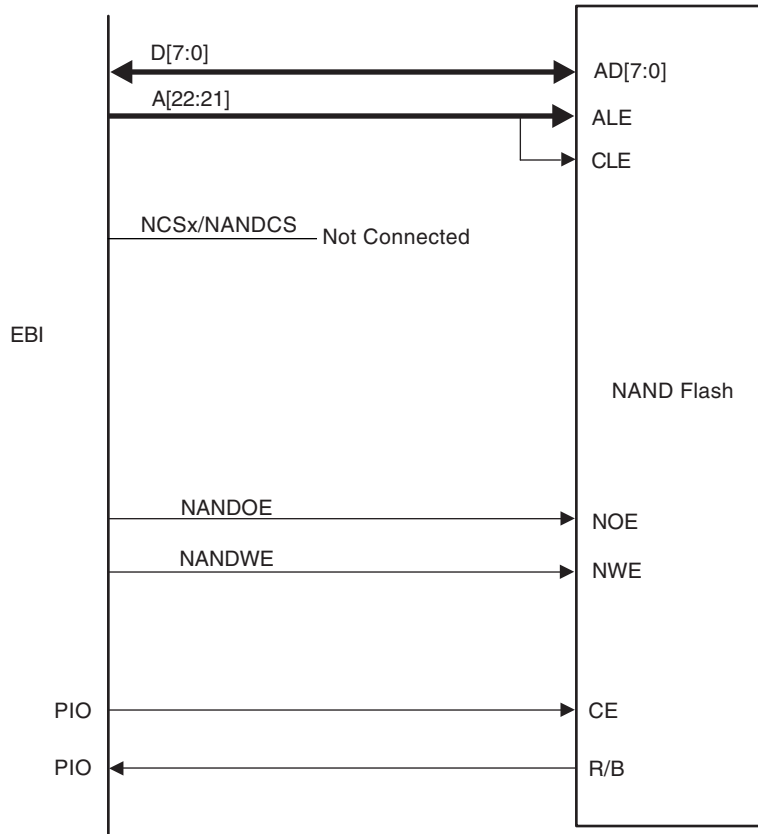 D[7:0]
AD[7:0]
A[22:21]
ALE
CLE
NCSx/NANDCS
Not Connected
EBI
NAND Flash
NANDOE
NOE
NANDWE
NWE
PIO
CE
PIO
R/B